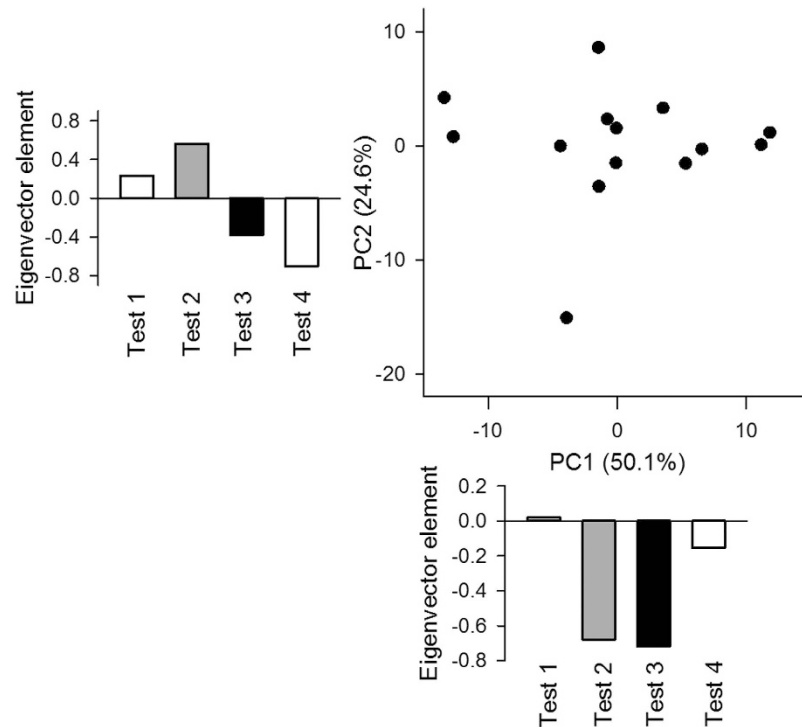 Eigenvector element
0.8
0.4
0.0
-0.4
-0.8
Test 1
Test 2
Test 3
Test 4
PC2 (24.6%)
10
0
-10
-20
-10
0
10
PC1 (50.1%)
Eigenvector element
0.2
0.0
-0.2
-0.4
-0.6
-0.8
Test 1
Test 2
Test 3
Test 4